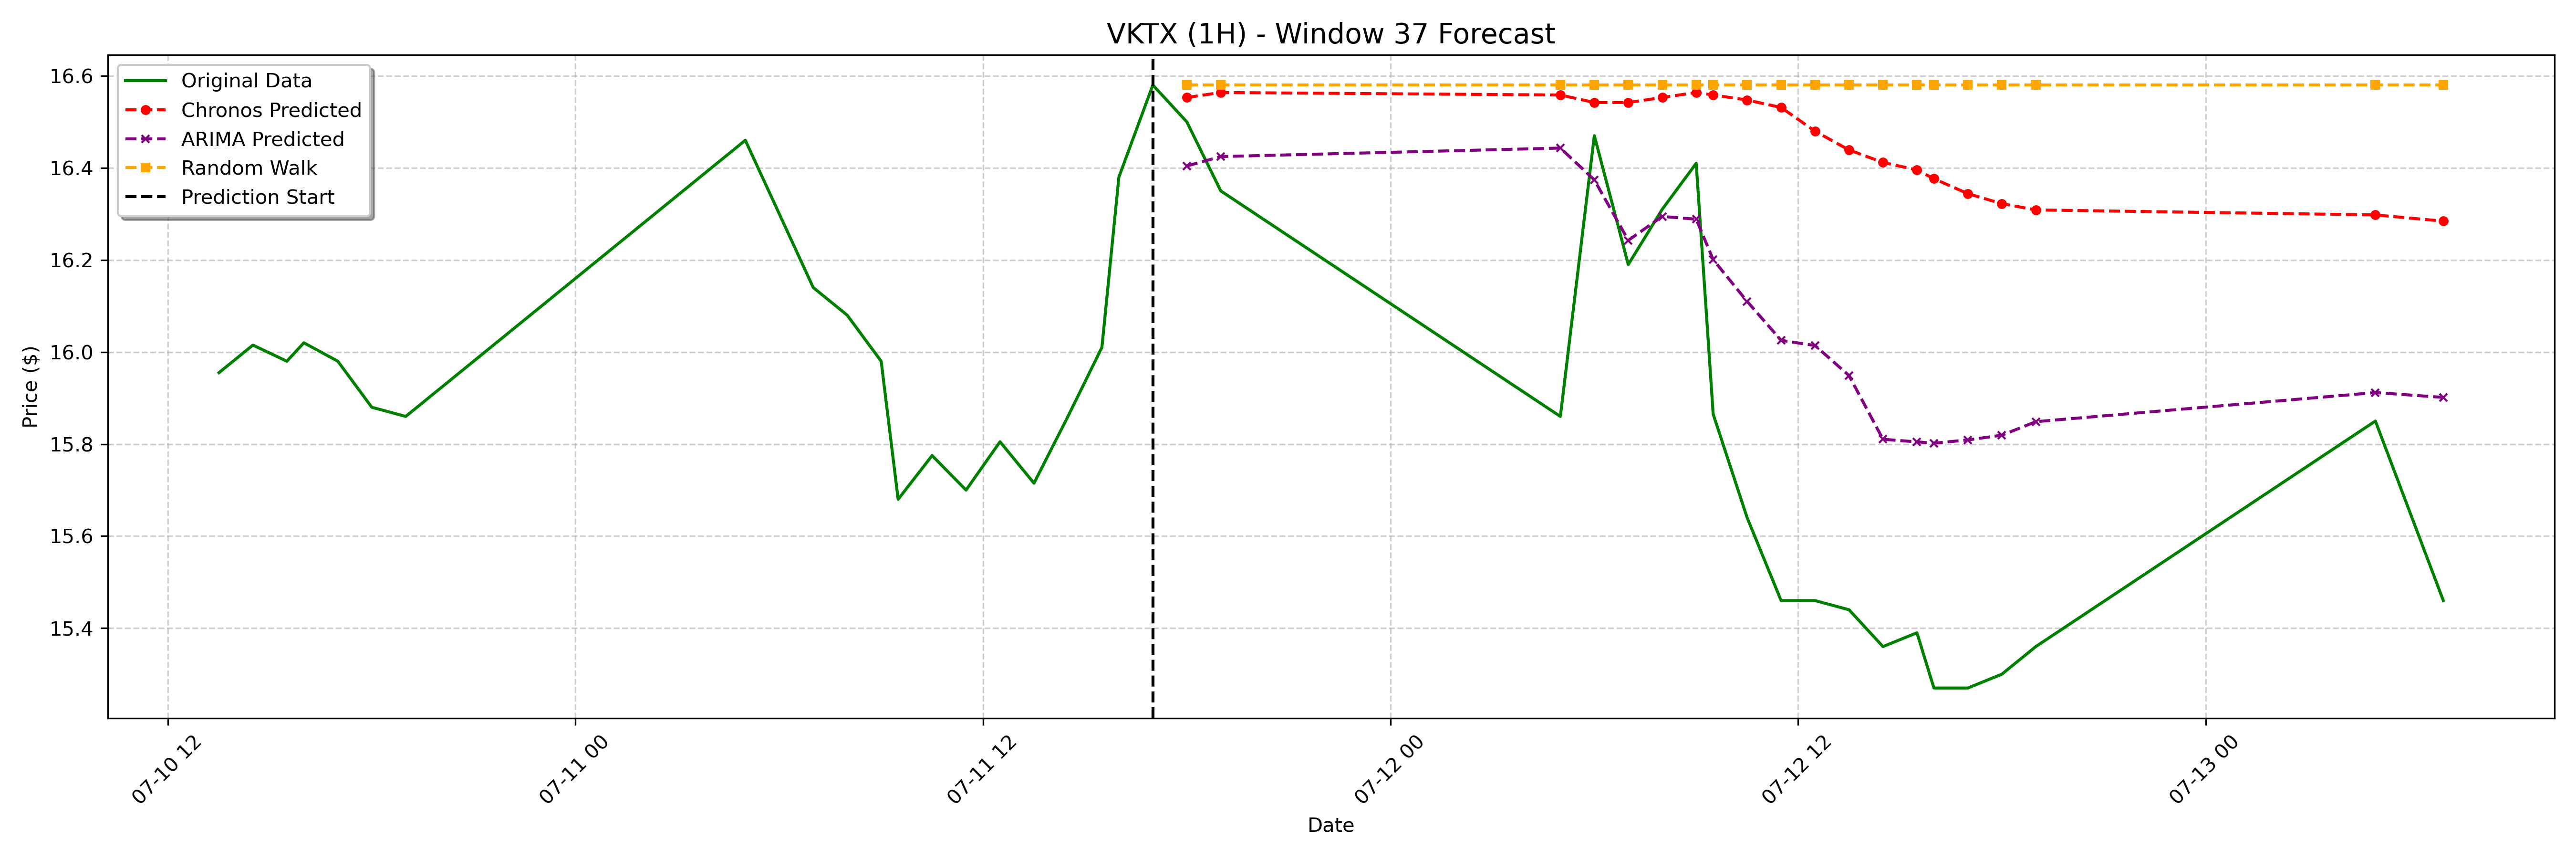 VKTX (1H) - Window 37 Forecast
Original Data
Chronos Predicted
ARIMA Predicted
Random Walk
Prediction Start
Price ($)
16.6
16.4
16.2
16.0
15.8
15.6
15.4
07-10 12
07-11 00
07-11 12
07-12 00
07-12 12
07-13 00
Date